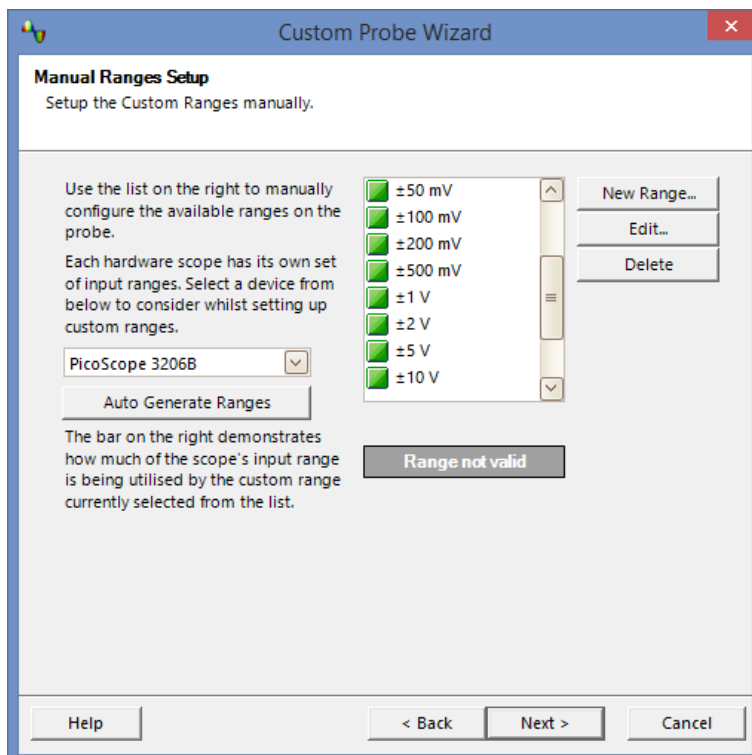 Custom Probe Wizard
Manual Ranges Setup
Setup the Custom Ranges manually.
Use the list on the right to manually
configure the available ranges on the
probe.
Each hardware scope has its own set
of input ranges. Select a device from
below to consider whilst setting up
custom ranges.
PicoScope 3206B
Auto Generate Ranges
The bar on the right demonstrates
how much of the scope's input range
is being utilised by the custom range
currently selected from the list.
±50 mV
±100 mV
±200 mV
±500 mV
±1 V
±2 V
±5 V
±10 V
Range not valid
New Range...
Edit...
Delete
Help
< Back
Next >
Cancel